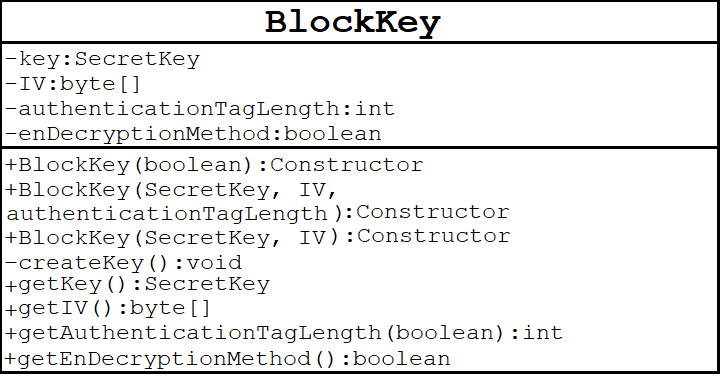 BlockKey
-key:SecretKey
-IV:byte[]
-authenticationTagLength:int
-enDecryptionMethod:boolean
+BlockKey(boolean):Constructor
+BlockKey(SecretKey, IV,
authenticationTagLength):Constructor
+BlockKey(SecretKey, IV):Constructor
-createKey():void
+getKey():SecretKey
+getIV():byte[]
+getAuthenticationTagLength(boolean):int
+getEnDecryptionMethod():boolean